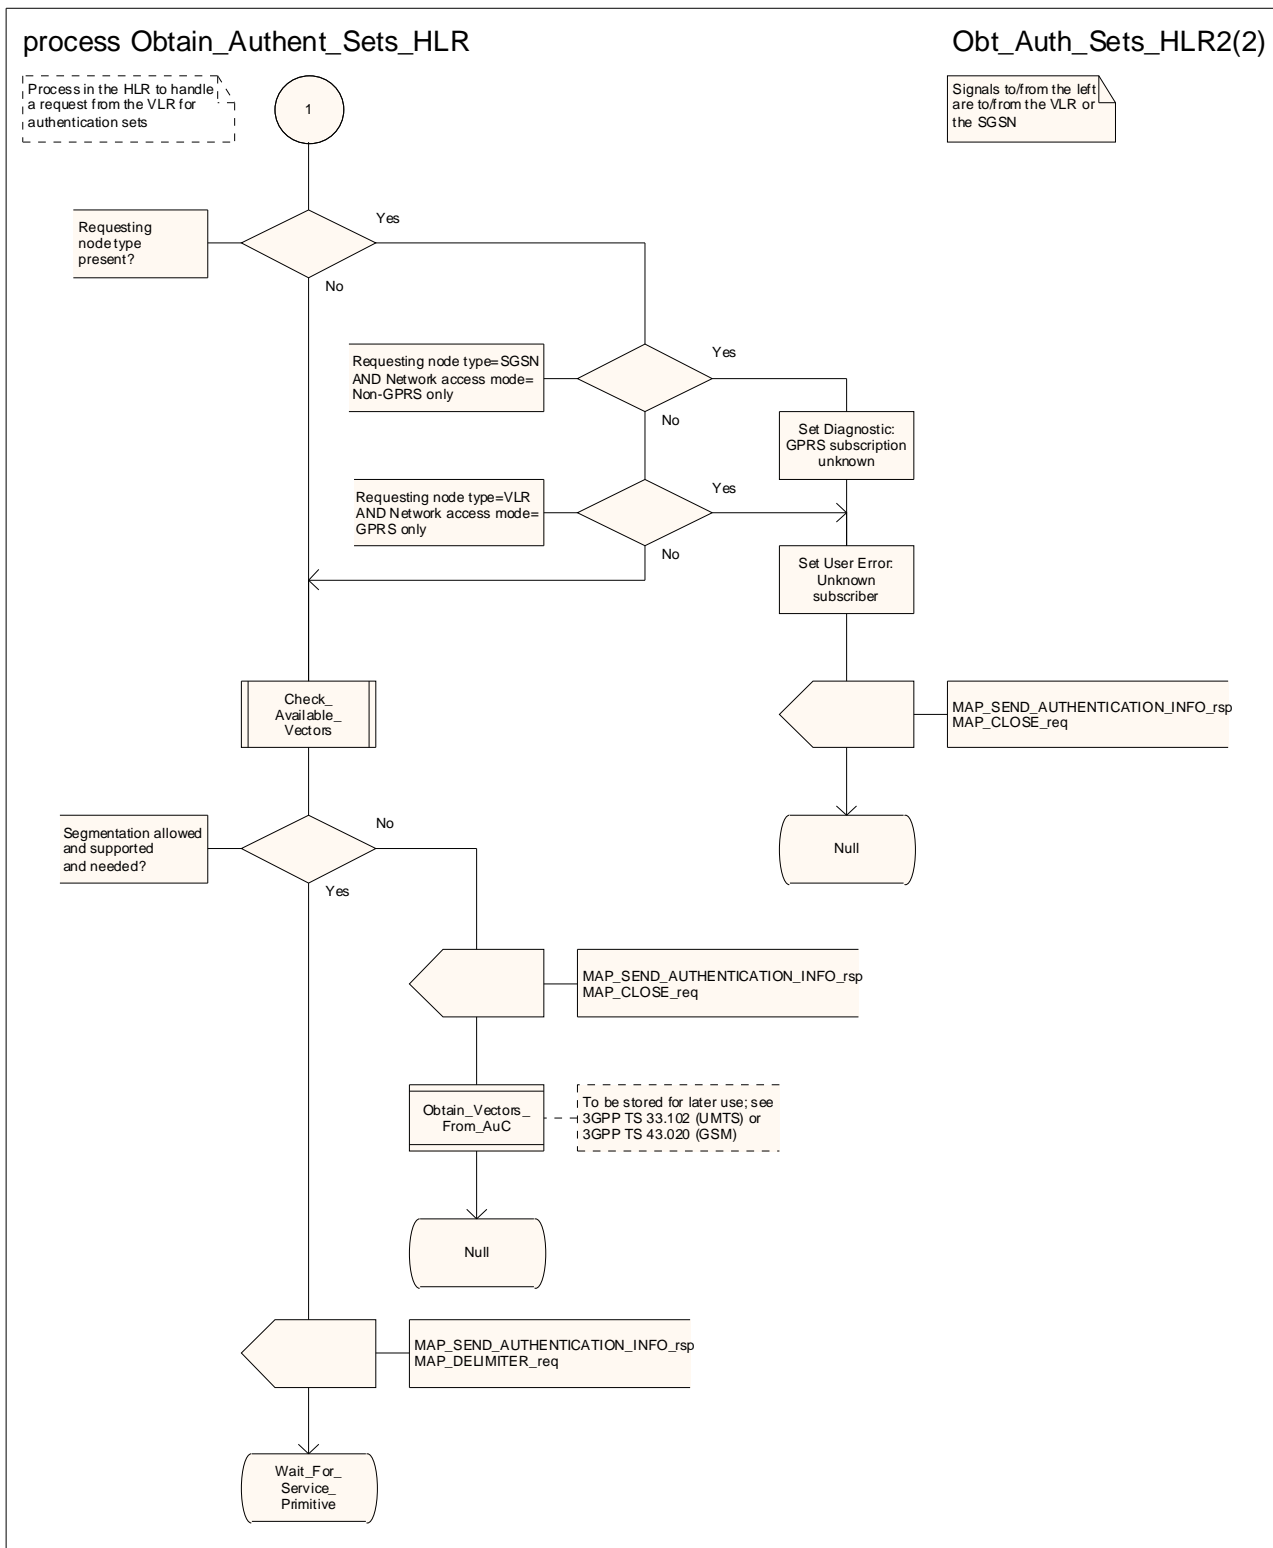 process Obtain_Authent_Sets_HLR
Obt_Auth_Sets_HLR2(2)
Process in the HLR to handle
a request from the VLR for
authentication sets
1
Signals to/from the left
are to/from the VLR or
the SGSN
Requesting
node type
present?
Yes
No
Requesting node type=SGSN
AND Network access mode=
Non-GPRS only
Yes
No
Set Diagnostic:
GPRS subscription
unknown
Requesting node type=VLR
AND Network access mode=
GPRS only
Yes
No
Set User Error:
Unknown
subscriber
Check_
Available_
Vectors
MAP_SEND_AUTHENTICATION_INFO_rsp
MAP_CLOSE_req
Segmentation allowed
and supported
and needed?
No
Yes
Null
MAP_SEND_AUTHENTICATION_INFO_rsp
MAP_CLOSE_req
Obtain_Vectors_
From_AuC
To be stored for later use; see
3GPP TS 33.102 (UMTS) or
3GPP TS 43.020 (GSM)
Null
MAP_SEND_AUTHENTICATION_INFO_rsp
MAP_DELIMITER_req
Wait_For_
Service_
Primitive